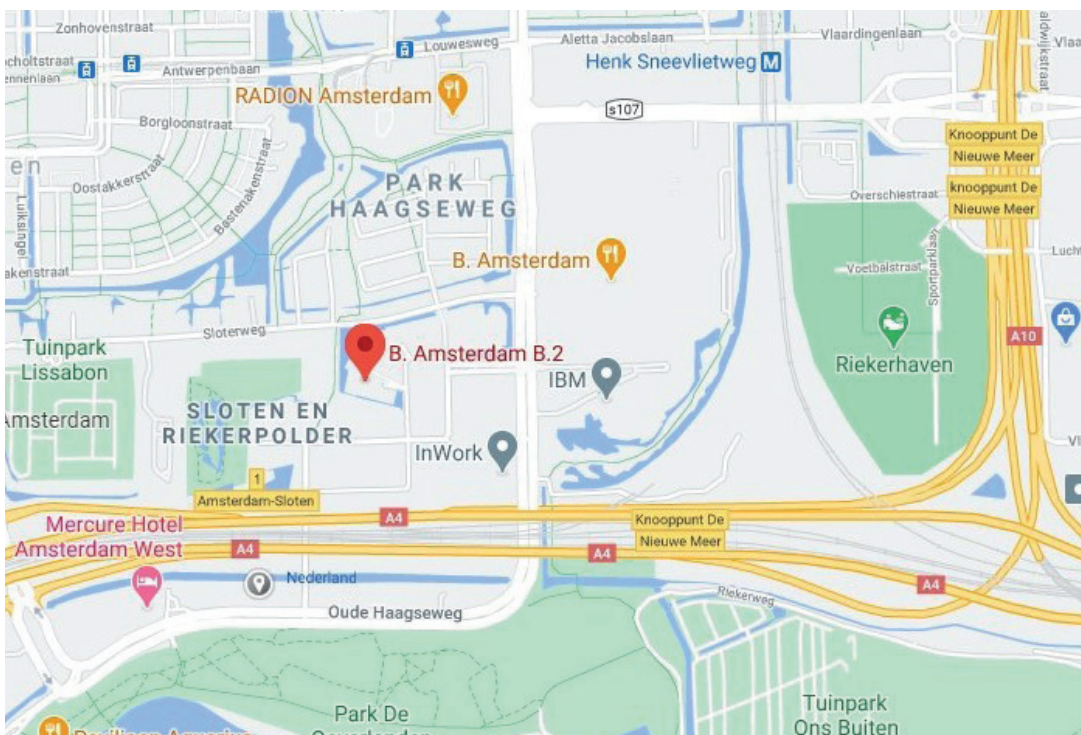 Zonhovenstraat
Louwesweg
Aletta Jacobslaan
Vlaardingenlaan
Antwerpenbaan
Henk Sneevlietweg M
RADION Amsterdam
s107
Borgloonstraat
Knooppunt De
Nieuwe Meer
knooppunt De
Nieuwe Meer
Oostakkerstraat
Bastenakenstraat
PARK
HAAGSEWEG
Overschiestraat
Luiksingel
B. Amsterdam
Voetbalstraat
Sportparklaan
Sloterweg
A10
Tuinpark
Lissabon
B. Amsterdam B.2
Riekerhaven
IBM
SLOTEN EN
RIEKERPOLDER
Amsterdam
InWork
1
Amsterdam-Sloten
A4
Knooppunt De
Nieuwe Meer
Mercure Hotel
Amsterdam West
A4
A4
A4
Nederland
Riekerweg
Oude Haagseweg
Tuinpark
Ons Buiten
Park De